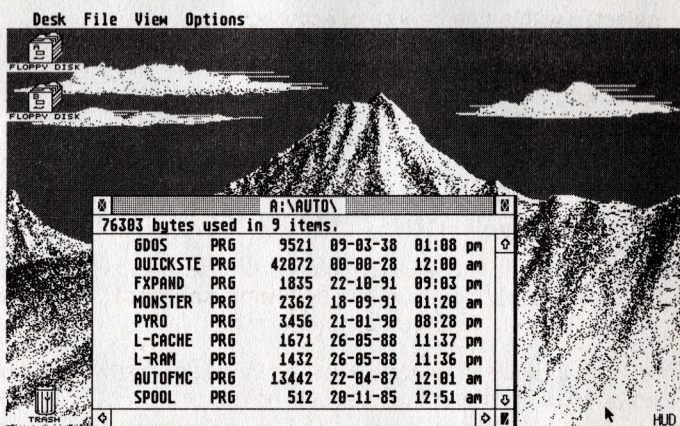 Desk File View Options
FLOPPY DISK
FLOPPY DISK
A:\AUTO\
76303 bytes used in 9 items.
GDOS PRG 9521 09-03-38 01:08 pm
QUICKSTE PRG 42072 00-00-28 12:00 am
FXPAND PRG 1835 22-10-91 09:03 pm
MONSTER PRG 2362 18-09-91 01:20 am
PYRO PRG 3456 21-01-90 08:28 pm
L-CACHE PRG 1671 26-05-88 11:37 pm
L-RAM PRG 1432 26-05-88 11:36 pm
AUTOFMC PRG 13442 22-04-87 12:01 am
SPOOL PRG 512 20-11-85 12:51 am
TRASH
HUD